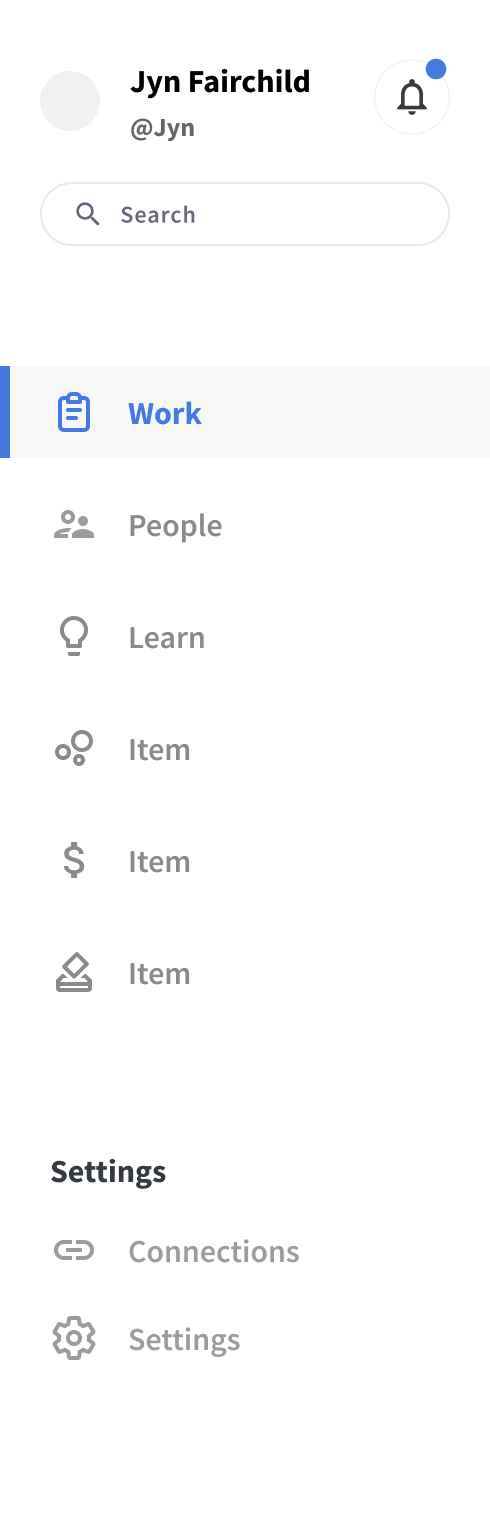 Jyn Fairchild
@Jyn
Search
Work
People
Learn
Item
Item
Item
Settings
Connections
Settings